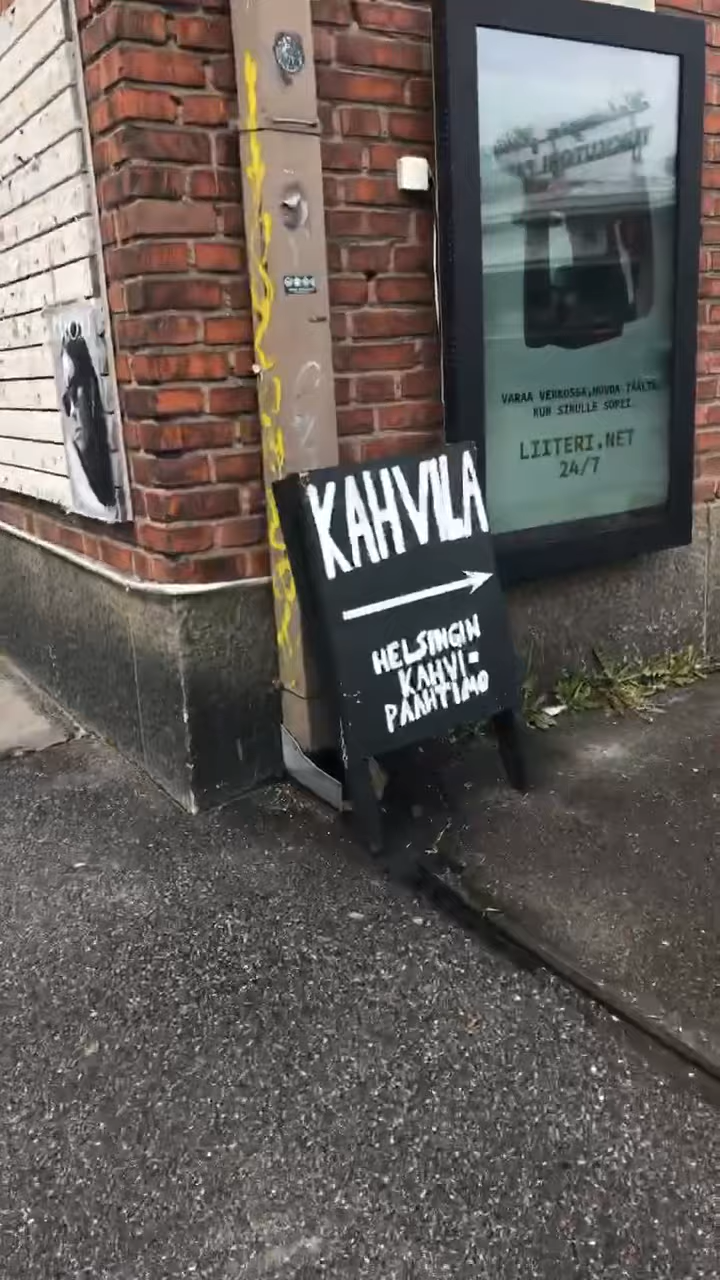 KAHVILA
HELSINGIN
KAHVI-
PAAHTIMO
VARAA VERKOSSA, NOUDA TÄÄLTÄ
KUN SINULLE SOPII.
LIITERI.NET
24/7